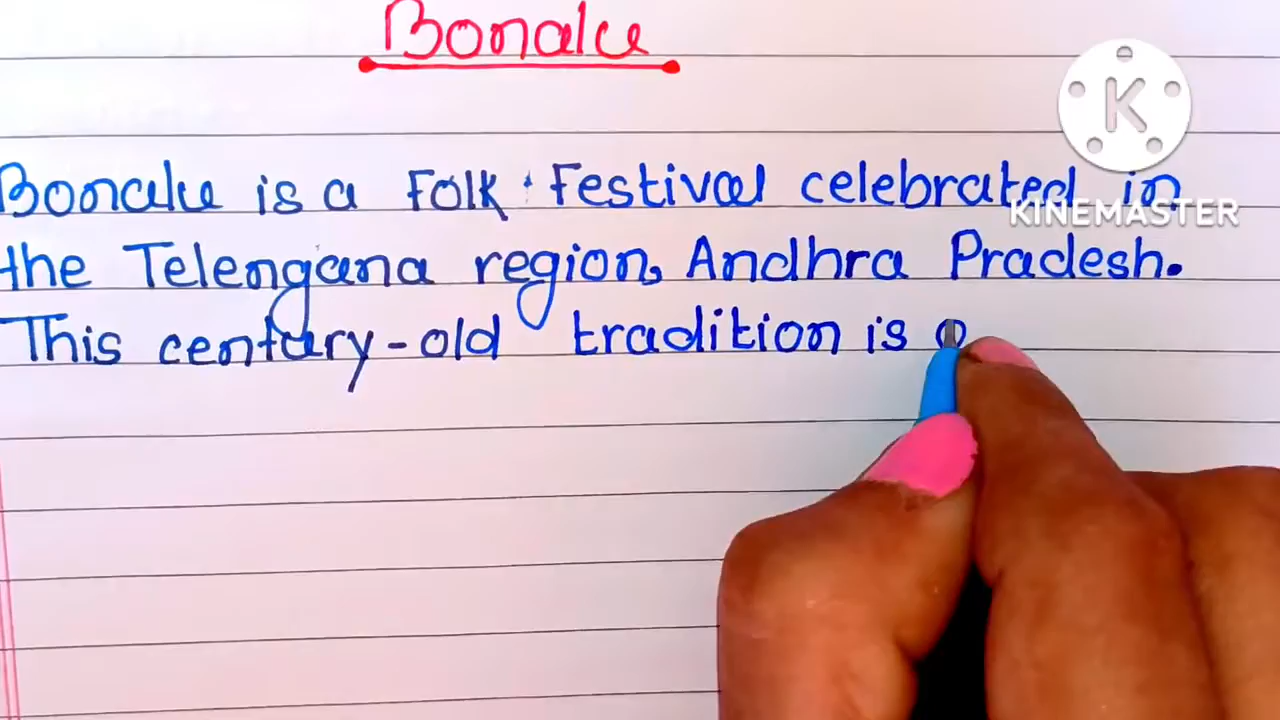 Bonalu
Bonalu is a Folk Festival celebrated in
KINEMASTER
the Telengana region, Andhra Pradesh.
This century-old tradition is